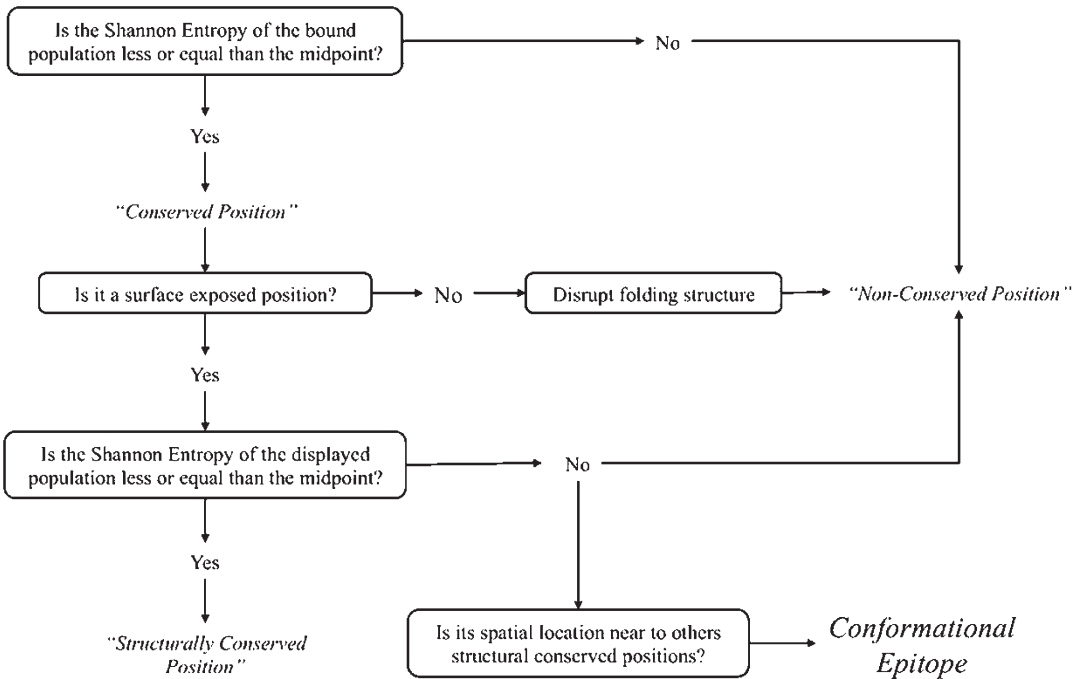 Is the Shannon Entropy of the bound
population less or equal than the midpoint?
No
Yes
“Conserved Position”
Is it a surface exposed position?
No
Disrupt folding structure
“Non-Conserved Position”
Yes
Is the Shannon Entropy of the displayed
population less or equal than the midpoint?
No
Yes
“Structurally Conserved
Position”
Is its spatial location near to others
structural conserved positions?
Conformational
Epitope